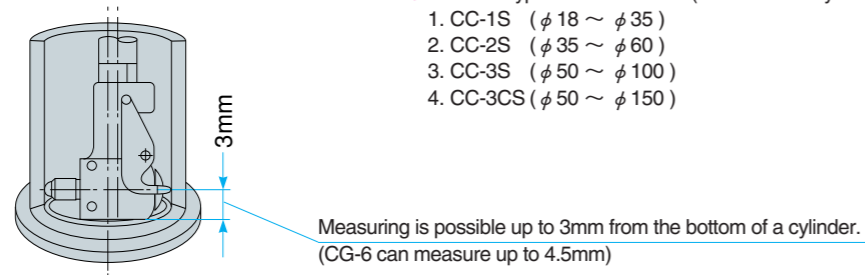 1. CC-1S (φ18 ～ φ35)
2. CC-2S (φ35 ～ φ60)
3. CC-3S (φ50 ～ φ100)
4. CC-3CS (φ50 ～ φ150)
3mm
Measuring is possible up to 3mm from the bottom of a cylinder.
(CG-6 can measure up to 4.5mm)